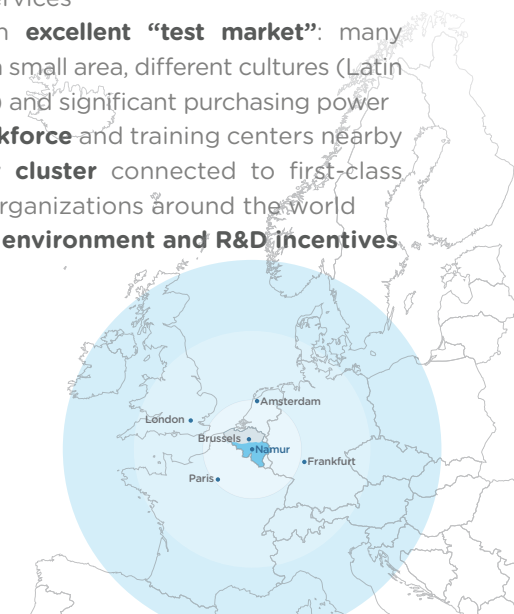 ervices
n excellent “test market”: many
small area, different cultures (Latin
) and significant purchasing power
kforce and training centers nearby
cluster connected to first-class
rganizations around the world
environment and R&D incentives
Amsterdam
London
Brussels
Namur
Frankfurt
Paris